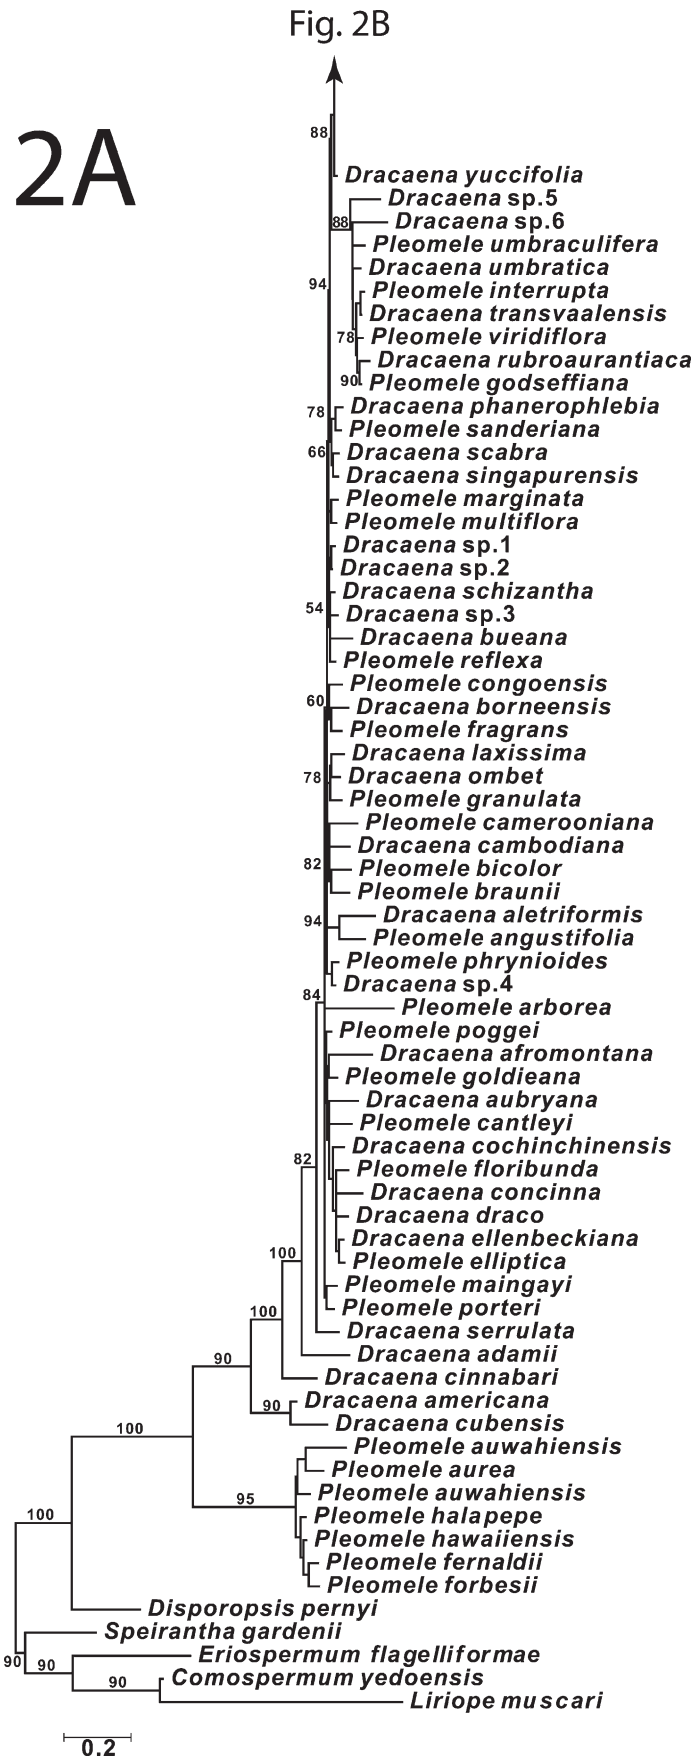 Fig. 2B
2A
88
Dracaena yuccifolia
Dracaena sp.5
88
Dracaena sp.6
Pleomele umbraculifera
Dracaena umbratica
94
Pleomele interrupta
Dracaena transvaalensis
78
Pleomele viridiflora
Dracaena rubroaurantiaca
90
Pleomele godseffiana
78
Dracaena phanerophlebia
Pleomele sanderiana
66
Dracaena scabra
Dracaena singapurensis
Pleomele marginata
Pleomele multiflora
Dracaena sp.1
Dracaena sp.2
Dracaena schizantha
54
Dracaena sp.3
Dracaena bueana
Pleomele reflexa
Pleomele congoensis
60
Dracaena borneensis
Pleomele fragrans
Dracaena laxissima
78
Dracaena ombet
Pleomele granulata
Pleomele camerooniana
Dracaena cambodiana
82
Pleomele bicolor
Pleomele braunii
94
Dracaena aletriformis
Pleomele angustifolia
Pleomele phrynioides
Dracaena sp.4
84
Pleomele arborea
Pleomele poggei
Dracaena afromontana
Pleomele goldieana
Dracaena aubryana
Pleomele cantleyi
Dracaena cochinchinensis
82
Pleomele floribunda
Dracaena concinna
Dracaena draco
Dracaena ellenbeckiana
100
Pleomele elliptica
Pleomele maingayi
100
Pleomele porteri
Dracaena serrulata
90
Dracaena adamii
Dracaena cinnabari
90
Dracaena americana
Dracaena cubensis
100
Pleomele auwahiensis
Pleomele aurea
95
Pleomele auwahiensis
100
Pleomele halapepe
Pleomele hawaiiensis
Pleomele fernaldii
Pleomele forbesii
Disporopsis pernyi
Speirantha gardenii
90
90
Eriospermum flagelliformae
90
Comospermum yedoensis
Liriope muscari
0.2